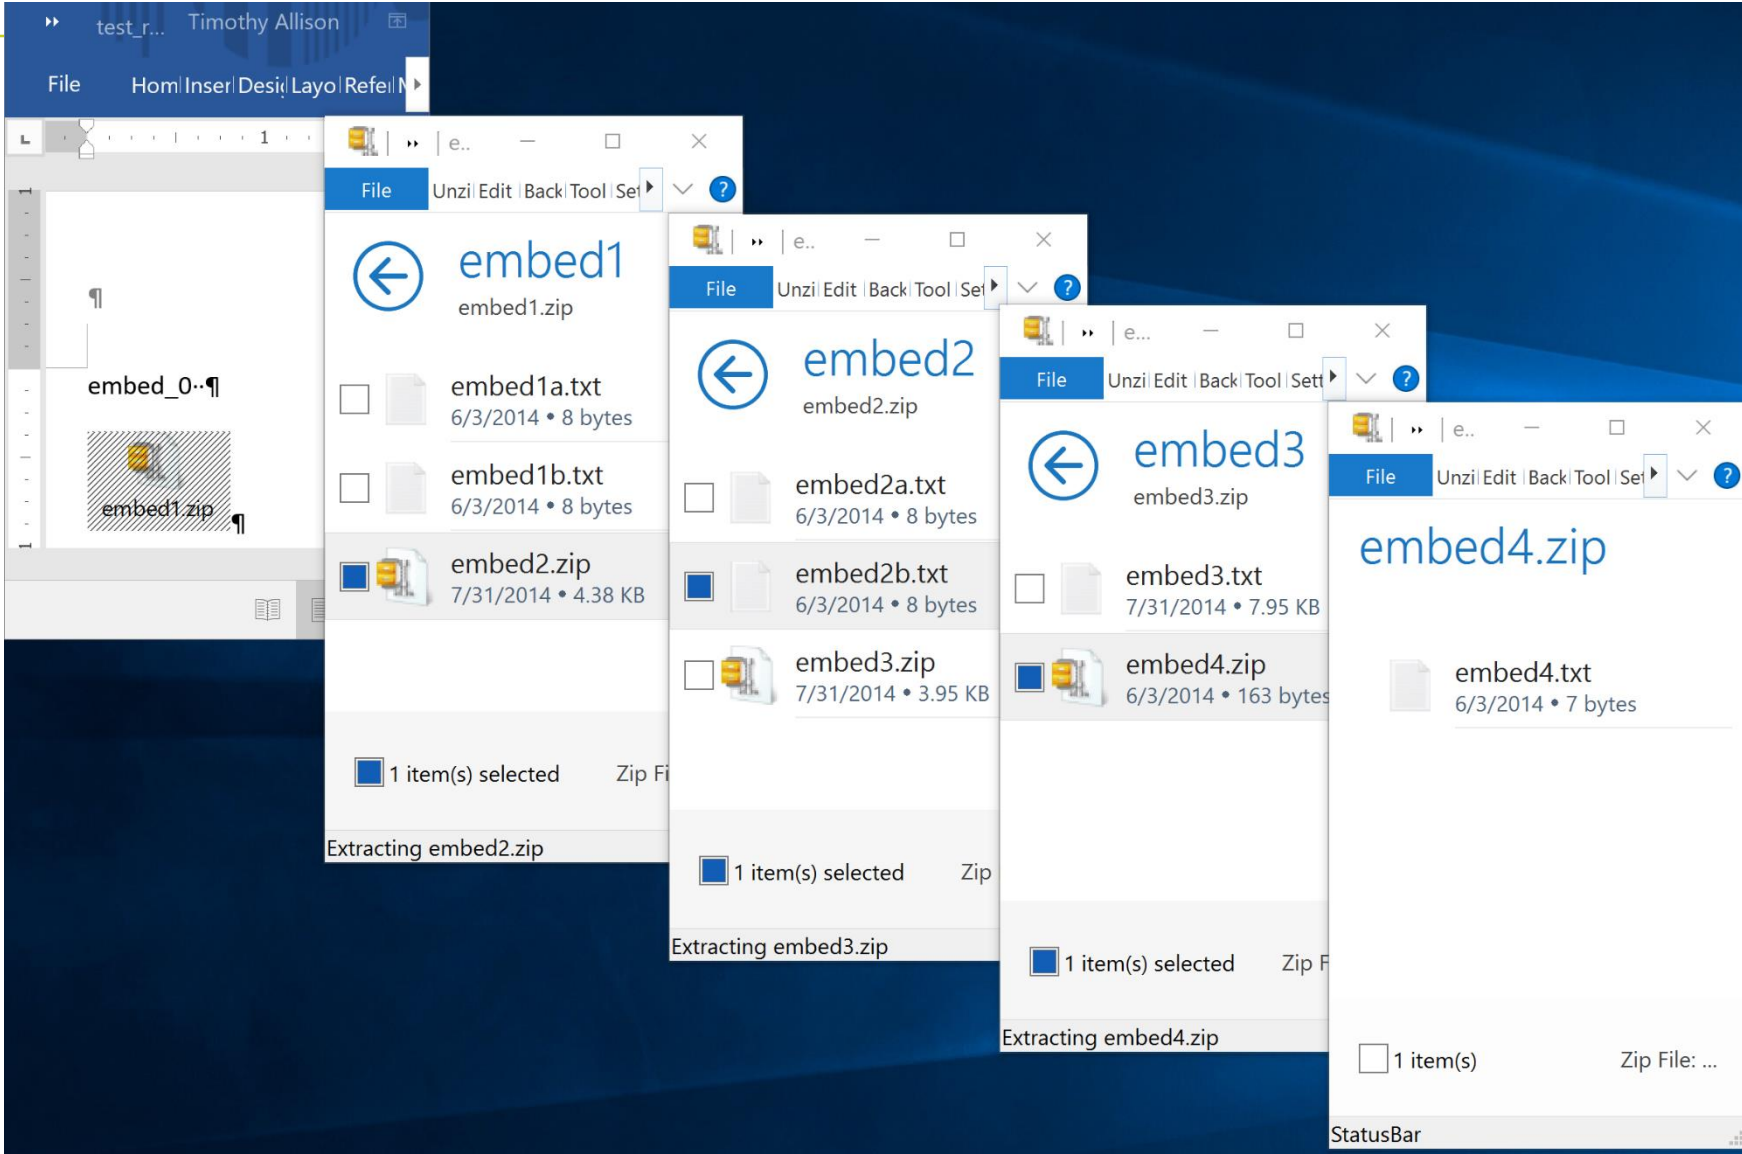 test_r... Timothy Allison
File Hom Inser Desig Layo Refer
1
1
¶
embed_0··¶
embed1.zip ¶
1
e..
File Unzi Edit Back Tool Set ?
embed1
embed1.zip
embed1a.txt
6/3/2014 • 8 bytes
embed1b.txt
6/3/2014 • 8 bytes
embed2.zip
7/31/2014 • 4.38 KB
1 item(s) selected Zip Fi
Extracting embed2.zip
e..
File Unzi Edit Back Tool Set ?
embed2
embed2.zip
embed2a.txt
6/3/2014 • 8 bytes
embed2b.txt
6/3/2014 • 8 bytes
embed3.zip
7/31/2014 • 3.95 KB
1 item(s) selected Zip
Extracting embed3.zip
e...
File Unzi Edit Back Tool Sett ?
embed3
embed3.zip
embed3.txt
7/31/2014 • 7.95 KB
embed4.zip
6/3/2014 • 163 bytes
1 item(s) selected Zip F
Extracting embed4.zip
e..
File Unzi Edit Back Tool Set ?
embed4.zip
embed4.txt
6/3/2014 • 7 bytes
1 item(s) Zip File: ...
StatusBar